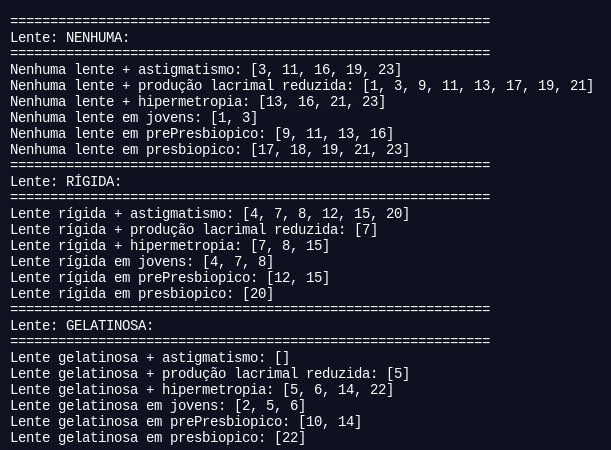 ============================================================
Lente: NENHUMA:
============================================================
Nenhuma lente + astigmatismo: [3, 11, 16, 19, 23]
Nenhuma lente + produção lacrimal reduzida: [1, 3, 9, 11, 13, 17, 19, 21]
Nenhuma lente + hipermetropia: [13, 16, 21, 23]
Nenhuma lente em jovens: [1, 3]
Nenhuma lente em prePresbiopico: [9, 11, 13, 16]
Nenhuma lente em presbiopico: [17, 18, 19, 21, 23]
============================================================
Lente: RÍGIDA:
============================================================
Lente rígida + astigmatismo: [4, 7, 8, 12, 15, 20]
Lente rígida + produção lacrimal reduzida: [7]
Lente rígida + hipermetropia: [7, 8, 15]
Lente rígida em jovens: [4, 7, 8]
Lente rígida em prePresbiopico: [12, 15]
Lente rígida em presbiopico: [20]
============================================================
Lente: GELATINOSA:
============================================================
Lente gelatinosa + astigmatismo: []
Lente gelatinosa + produção lacrimal reduzida: [5]
Lente gelatinosa + hipermetropia: [5, 6, 14, 22]
Lente gelatinosa em jovens: [2, 5, 6]
Lente gelatinosa em prePresbiopico: [10, 14]
Lente gelatinosa em presbiopico: [22]